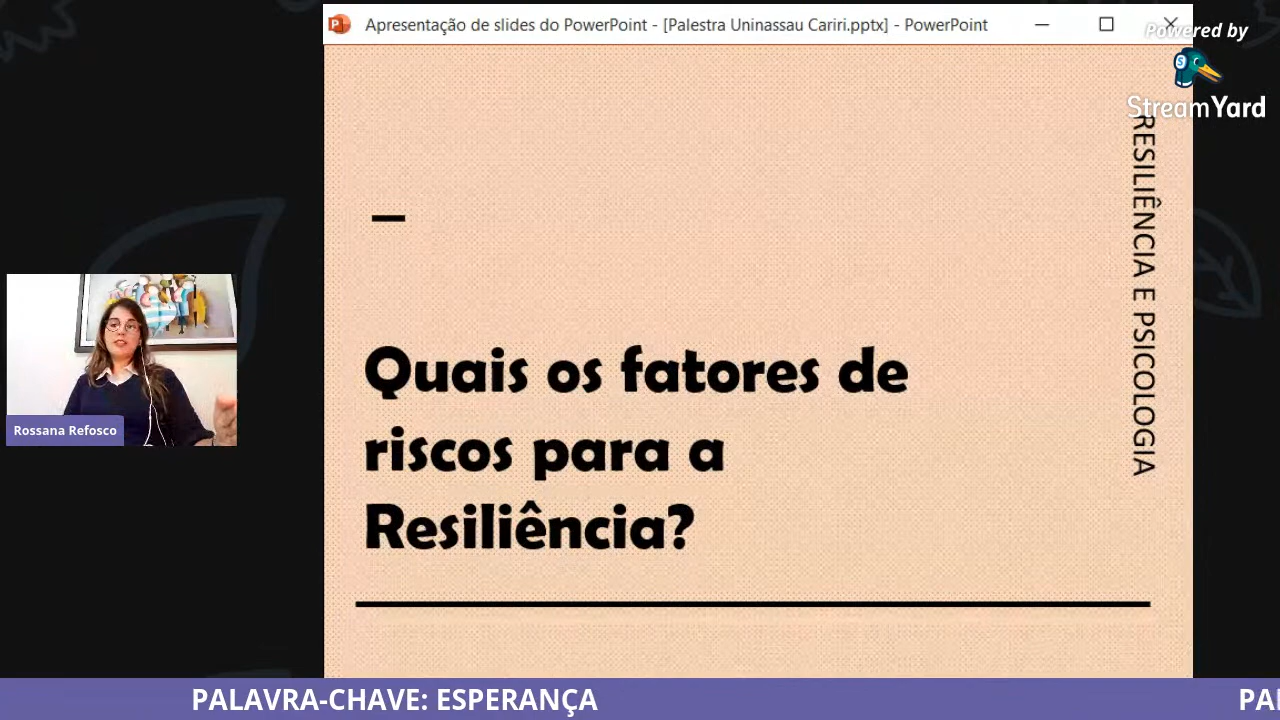 Apresentação de slides do PowerPoint - [Palestra Uninassau Cariri.pptx] - PowerPoint
Powered by
StreamYard
RESILIÊNCIA E PSICOLOGIA
Quais os fatores de
riscos para a
Resiliência?
Rossana Refosco
PALAVRA-CHAVE: ESPERANÇA
PAL